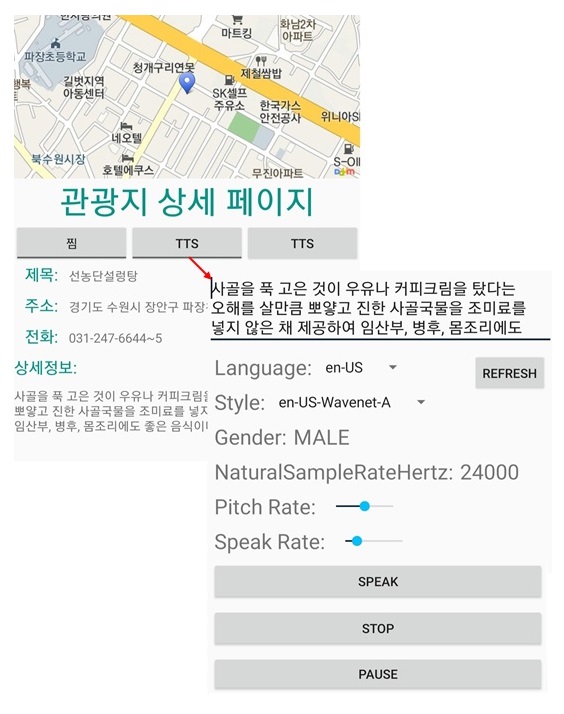 화남2차
아파트
마트킹
파장초등학교
청개구리연못
제철쌈밥
길벗지역
아동센터
SK셀프
주유소
한국가스
안전공사
위니아
네오텔
북수원시장
호텔에쿠스
무진아파트
S-OIL
관광지 상세 페이지
찜
TTS
TTS
제목: 선농단설렁탕
주소: 경기도 수원시 장안구 파장
전화: 031-247-6644~5
상세정보:
사골을 푹 고은 것이 우유나 커피크림을
뽀얗고 진한 사골국물을 조미료를 넣지
임산부, 병후, 몸조리에도 좋은 음식이
사골을 푹 고은 것이 우유나 커피크림을 탔다는
오해를 살만큼 뽀얗고 진한 사골국물을 조미료를
넣지 않은 채 제공하여 임산부, 병후, 몸조리에도
Language: en-US
REFRESH
Style: en-US-Wavenet-A
Gender: MALE
NaturalSampleRateHertz: 24000
Pitch Rate:
Speak Rate:
SPEAK
STOP
PAUSE